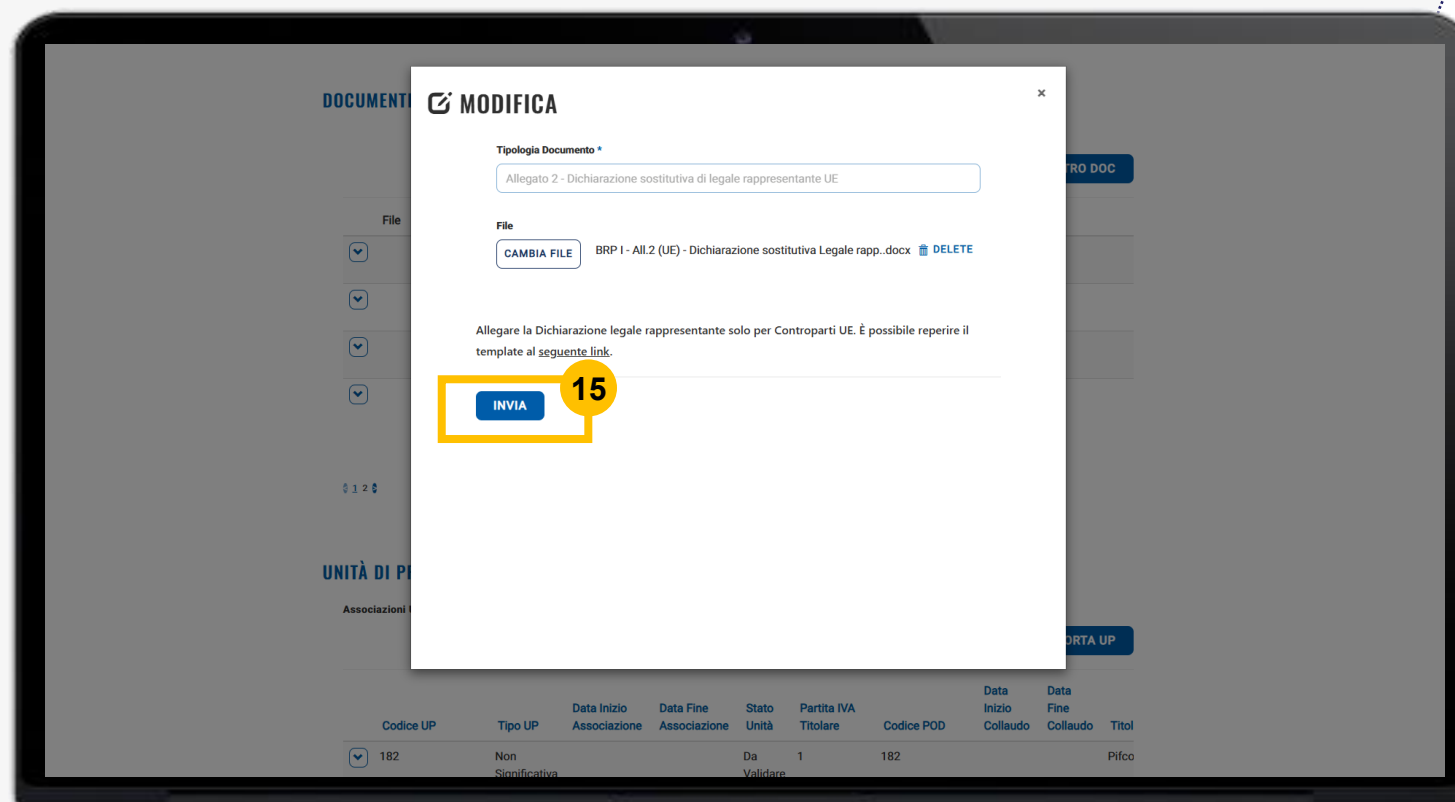 DOCUMENTI
MODIFICA
×
Tipologia Documento *
Allegato 2 - Dichiarazione sostitutiva di legale rappresentante UE
TRO DOC
File
File
CAMBIA FILE
BRP I - All.2 (UE) - Dichiarazione sostitutiva Legale rapp..docx
DELETE
Allegare la Dichiarazione legale rappresentante solo per Controparti UE. È possibile reperire il
template al seguente link.
15
INVIA
1 2
UNITÀ DI P
Associazioni
ORTA UP
Codice UP
Tipo UP
Data Inizio
Associazione
Data Fine
Associazione
Stato
Unità
Partita IVA
Titolare
Codice POD
Data
Inizio
Collaudo
Data
Fine
Collaudo
Titol
182
Non
Significativa
Da
Validare
1
182
Pifco